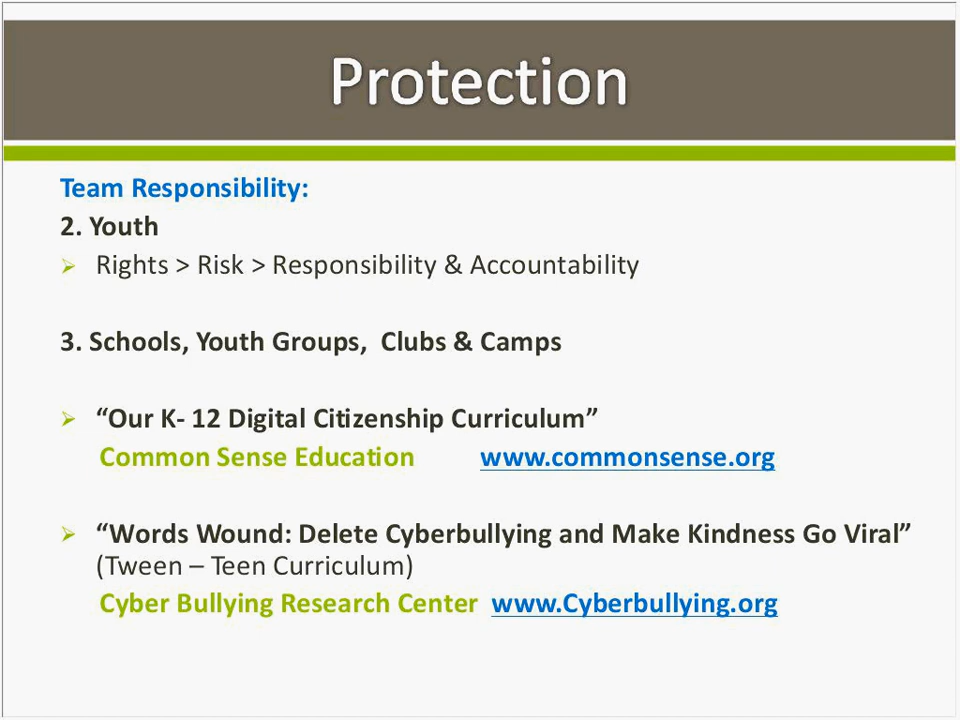 Protection
Team Responsibility:
2. Youth
➢ Rights > Risk > Responsibility & Accountability
3. Schools, Youth Groups,  Clubs & Camps
➢ “Our K- 12 Digital Citizenship Curriculum”
Common Sense Education www.commonsense.org
➢ “Words Wound: Delete Cyberbullying and Make Kindness Go Viral”
(Tween – Teen Curriculum)
Cyber Bullying Research Center www.Cyberbullying.org